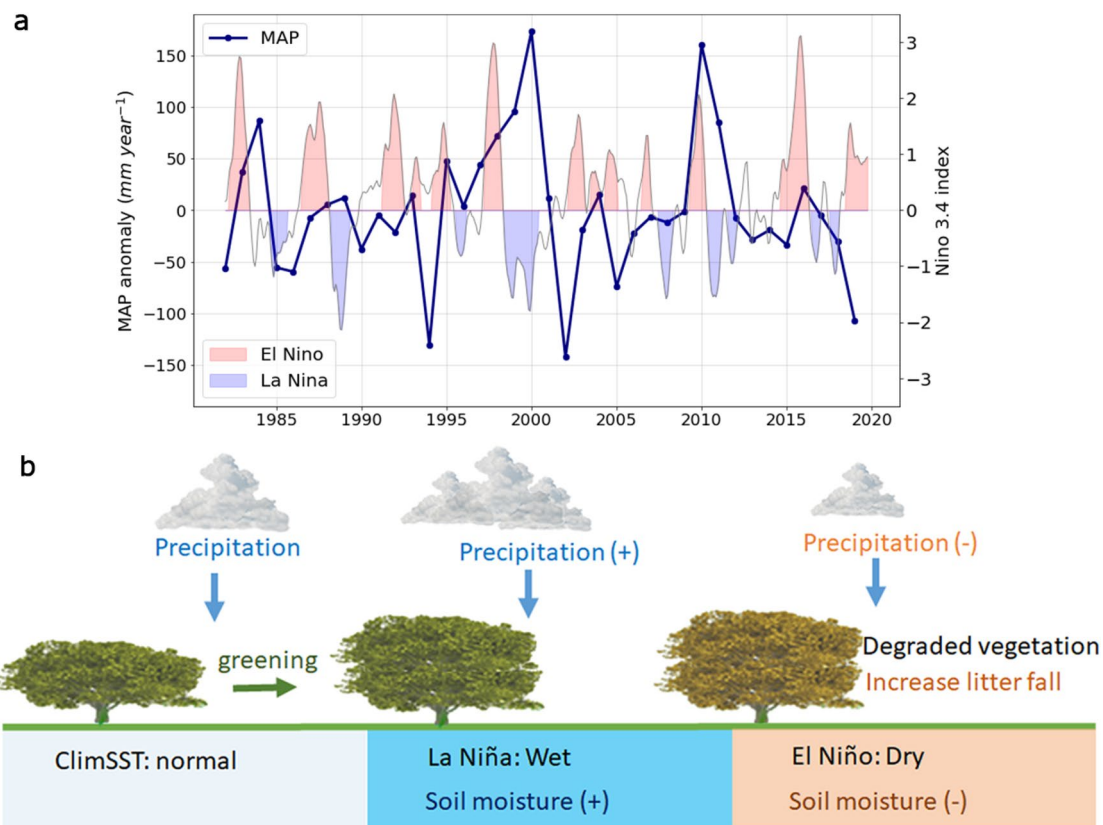 a
MAP
MAP anomaly (mm year⁻¹)
150
100
50
0
−50
−100
−150
3
2
1
0
−1
−2
−3
Nino 3.4 index
El Nino
La Nina
1985 1990 1995 2000 2005 2010 2015 2020
b
Precipitation
Precipitation (+)
Precipitation (-)
greening
Degraded vegetation
Increase litter fall
ClimSST: normal
La Niña: Wet
Soil moisture (+)
El Niño: Dry
Soil moisture (-)